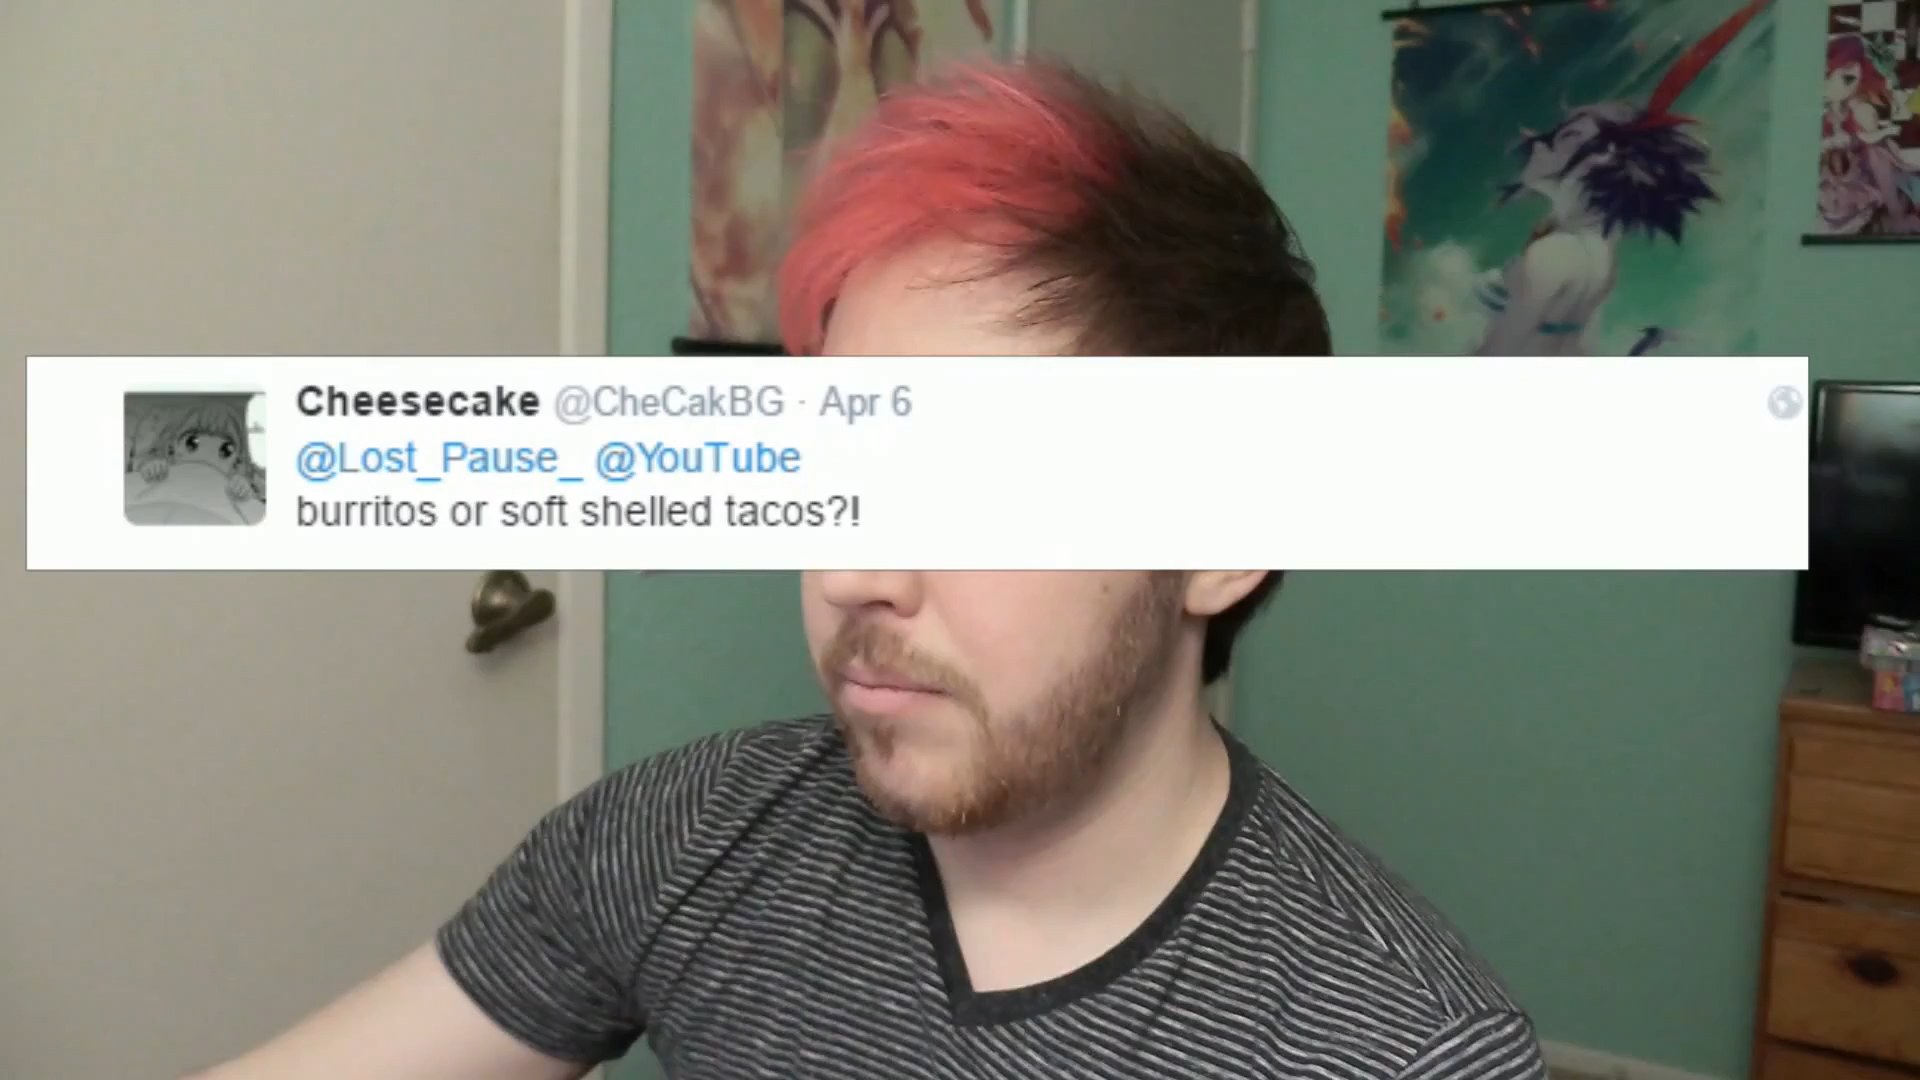 Cheesecake @CheCakBG · Apr 6
@Lost_Pause_ @YouTube
burritos or soft shelled tacos?!